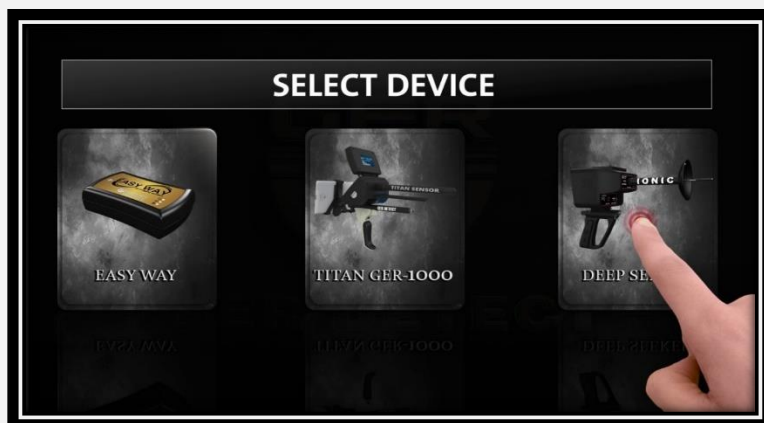 SELECT DEVICE
EASY WAY
TITAN SENSOR
IONIC
EASY WAY
TITAN GER-1000
DEEP SE